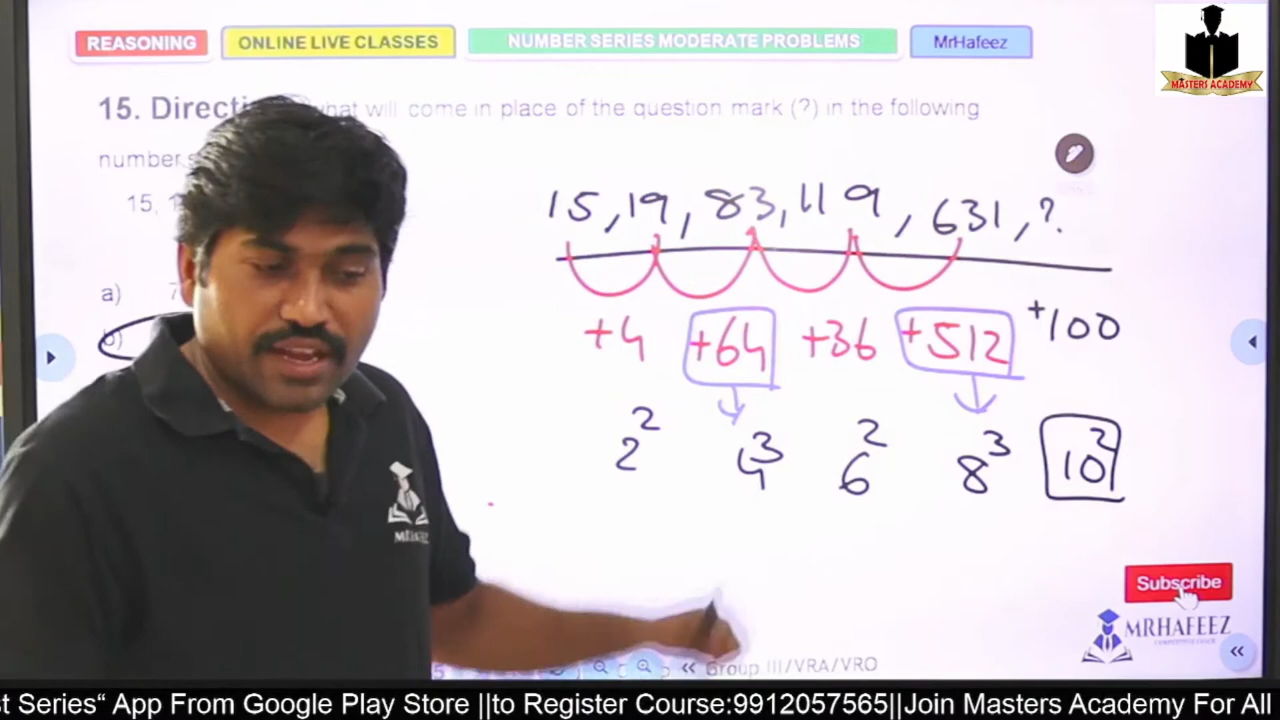 REASONING ONLINE LIVE CLASSES NUMBER SERIES MODERATE PROBLEMS MrHafeez
MASTERS ACADEMY
15. what will come in place of the question mark (?) in the following
number
15,
15, 19, 83, 119, 631, ?
a) 7
b)
+4 +64 +36 +512 +100
2² 4³ 6² 8³ 10²
Subscribe
MRHAFEEZ
Group III/VRA/VRO
st Series“ App From Google Play Store ||to Register Course:9912057565||Join Masters Academy For All